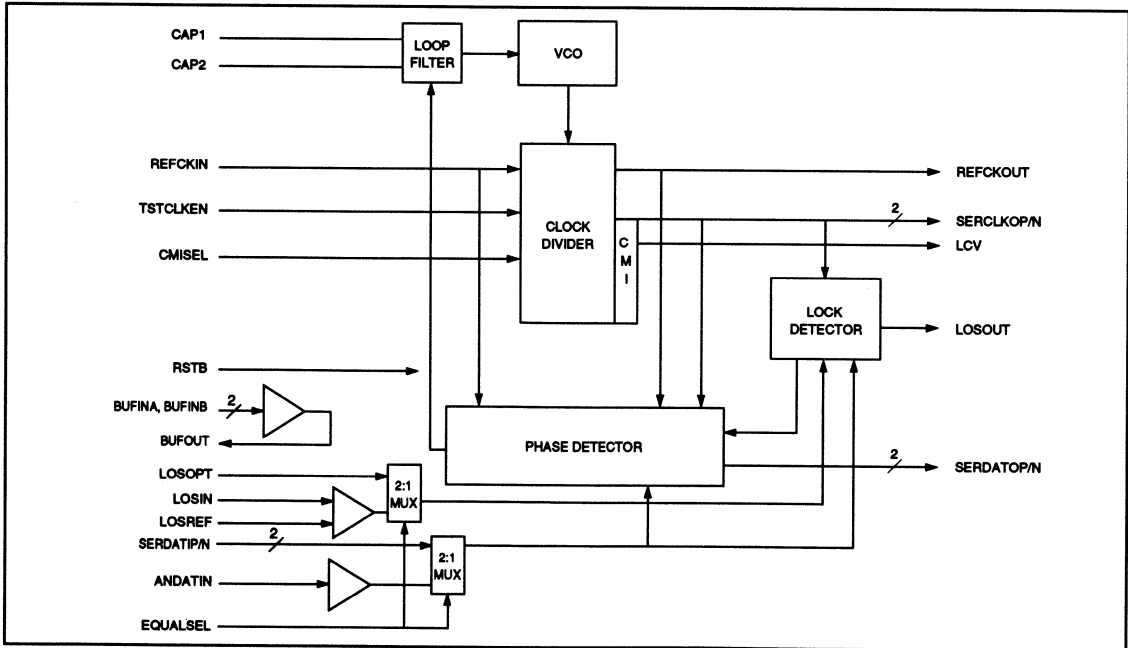 CAP1
CAP2
LOOP
FILTER
VCO
REFCKIN
TSTCLKEN
CMISEL
CLOCK
DIVIDER
C
M
I
REFCKOUT
2
SERCLKOP/N
LCV
LOCK
DETECTOR
LOSOUT
RSTB
BUFINA, BUFINB
2
BUFOUT
PHASE DETECTOR
2
SERDATOP/N
LOSOPT
LOSIN
LOSREF
2:1
MUX
SERDATIP/N
2
ANDATIN
2:1
MUX
EQUALSEL